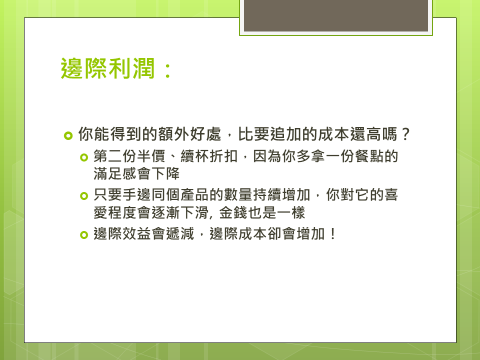 邊際利潤：
你能得到的額外好處，比要追加的成本還高嗎？
第二份半價、續杯折扣，因為你多拿一份餐點的
滿足感會下降
只要手邊同個產品的數量持續增加，你對它的喜
愛程度會逐漸下滑, 金錢也是一樣
邊際效益會遞減，邊際成本卻會增加！